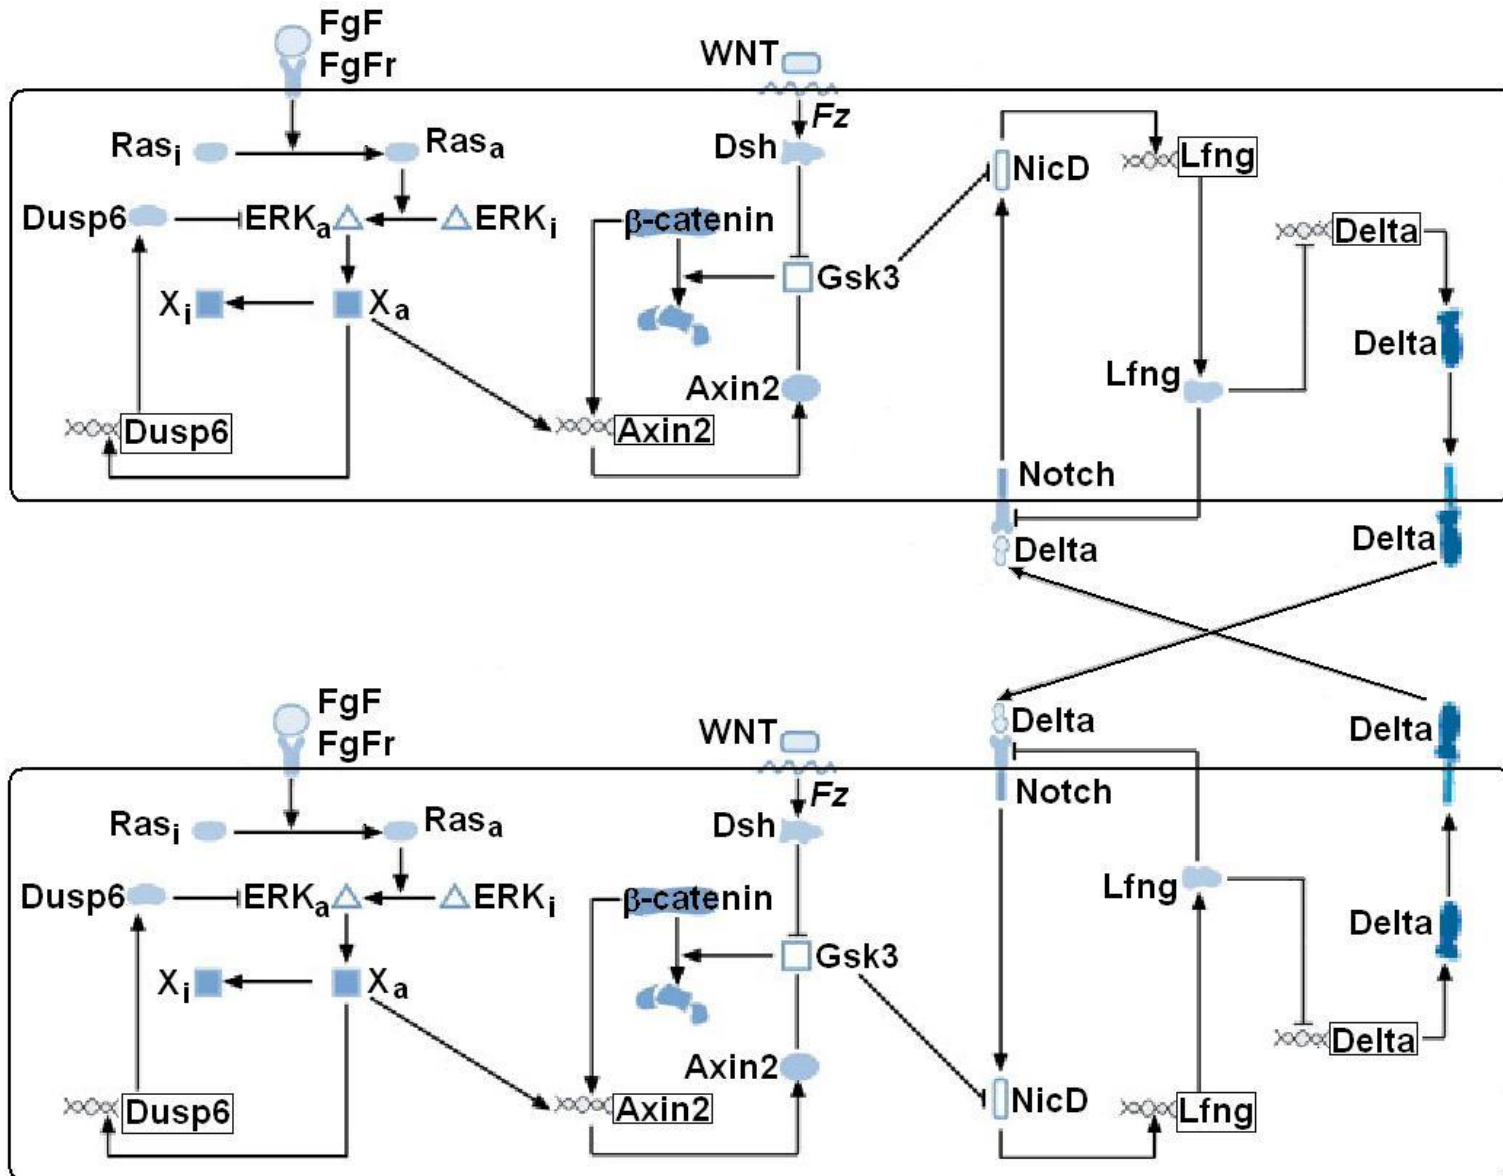 FgF
FgFr
WNT
Fz
Rasi
Rasa
Dsh
NicD
Lfng
Dusp6
ERKa
ERKi
β-catenin
Gsk3
Delta
Xi
Xa
Delta
Axin2
Lfng
Dusp6
Axin2
Notch
Delta
Delta
FgF
FgFr
WNT
Fz
Delta
Delta
Notch
Rasi
Rasa
Dsh
Dusp6
ERKa
ERKi
β-catenin
Lfng
Delta
Gsk3
Xi
Xa
Delta
Axin2
Dusp6
Axin2
NicD
Lfng